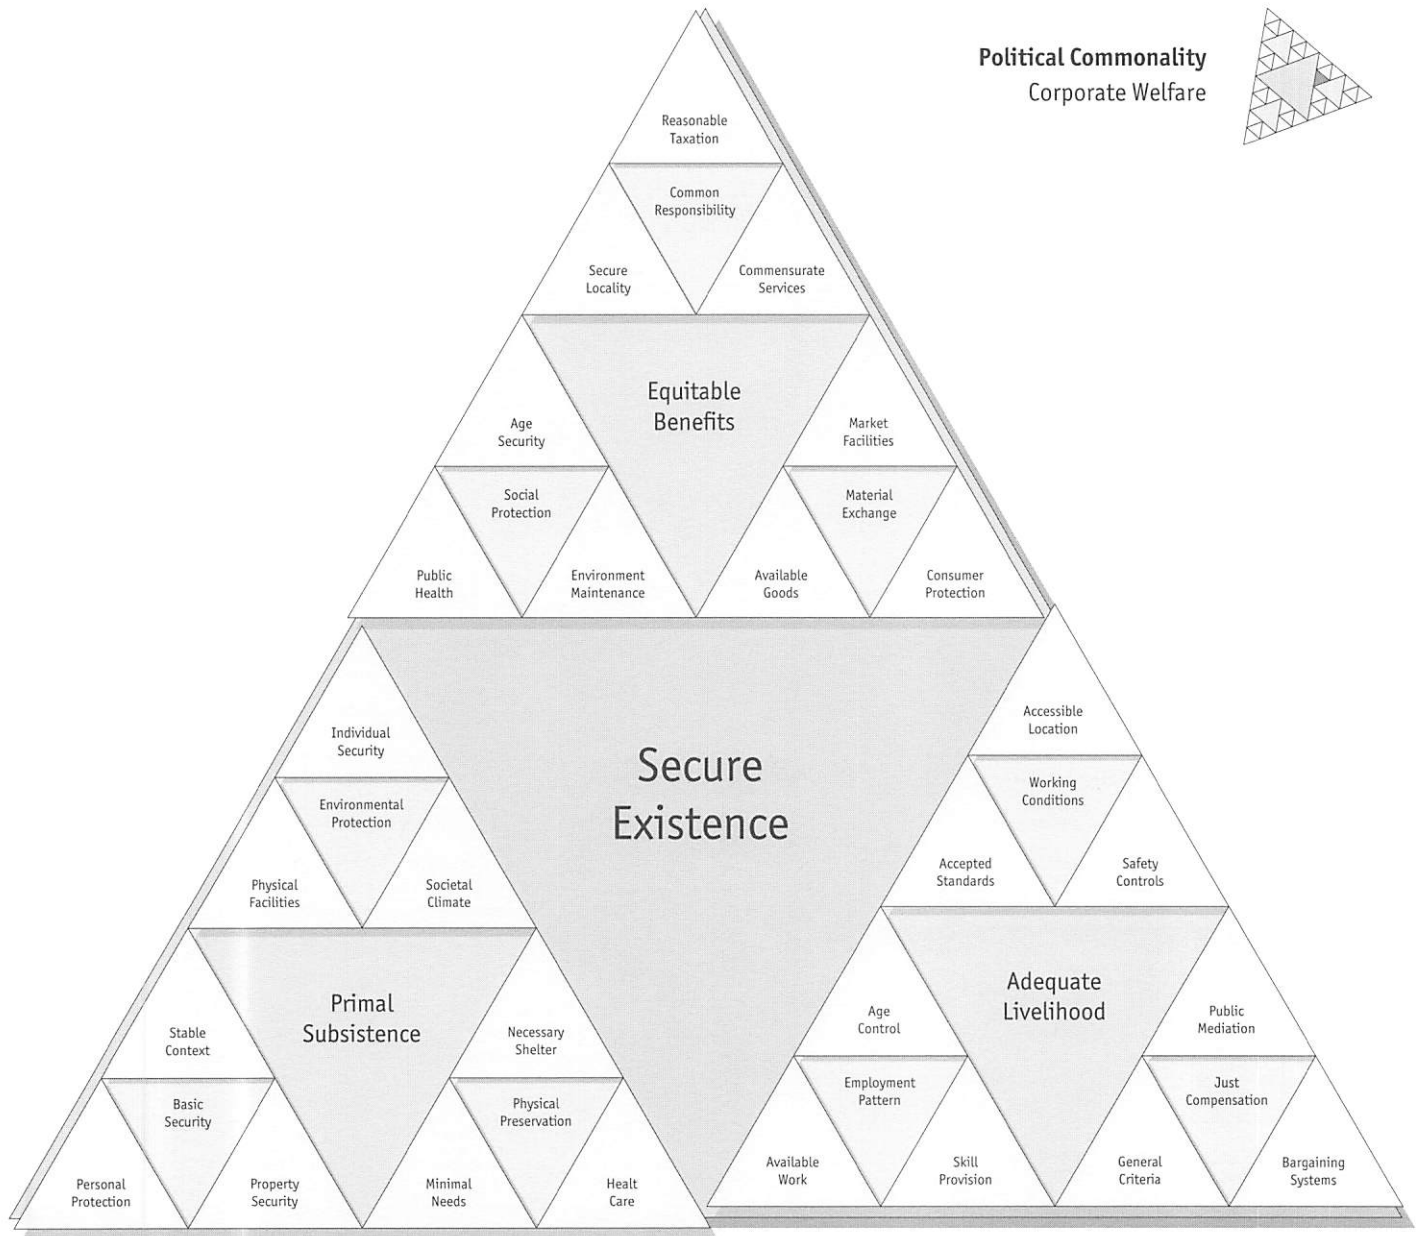 Political Commonality
Corporate Welfare
Reasonable
Taxation
Common
Responsibility
Secure
Locality
Commensurate
Services
Equitable
Benefits
Age
Security
Market
Facilities
Social
Protection
Material
Exchange
Public
Health
Environment
Maintenance
Available
Goods
Consumer
Protection
Secure
Existence
Individual
Security
Environmental
Protection
Physical
Facilities
Societal
Climate
Primal
Subsistence
Stable
Context
Necessary
Shelter
Basic
Security
Physical
Preservation
Personal
Protection
Property
Security
Minimal
Needs
Healt
Care
Accessible
Location
Working
Conditions
Accepted
Standards
Safety
Controls
Adequate
Livelihood
Age
Control
Public
Mediation
Employment
Pattern
Just
Compensation
Available
Work
Skill
Provision
General
Criteria
Bargaining
Systems